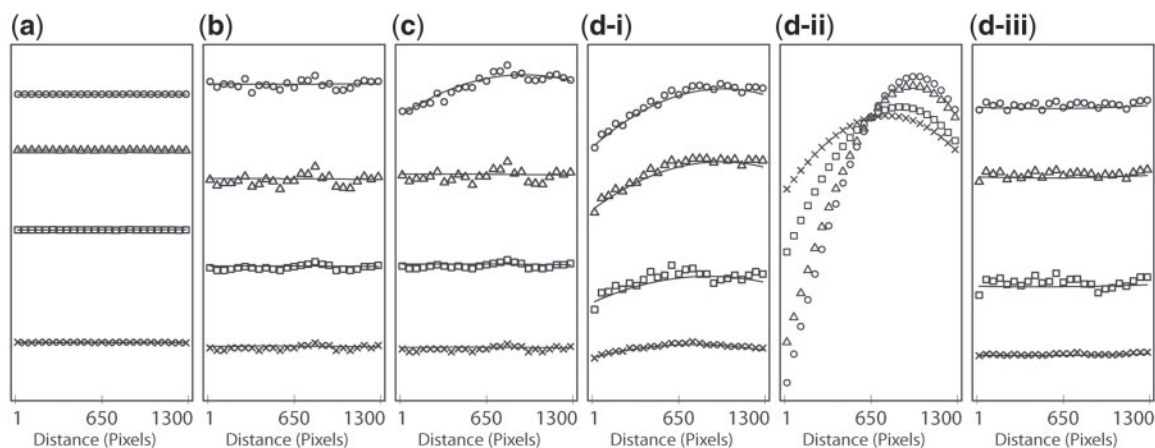 (a) (b) (c) (d-i) (d-ii) (d-iii)
1 650 1300 1 650 1300 1 650 1300 1 650 1300 1 650 1300 1 650 1300
Distance (Pixels) Distance (Pixels) Distance (Pixels) Distance (Pixels) Distance (Pixels) Distance (Pixels)